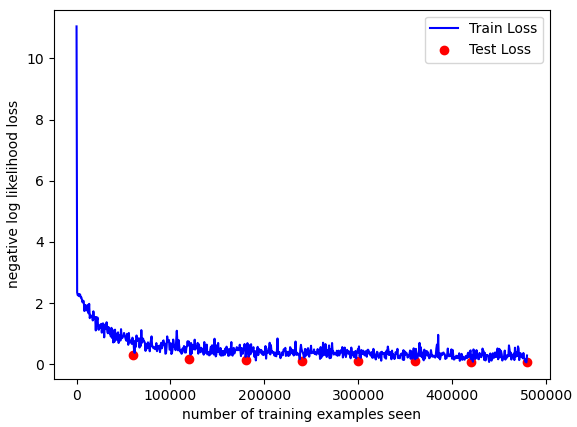 Train Loss
Test Loss
negative log likelihood loss
10
8
6
4
2
0
0 100000 200000 300000 400000 500000
number of training examples seen